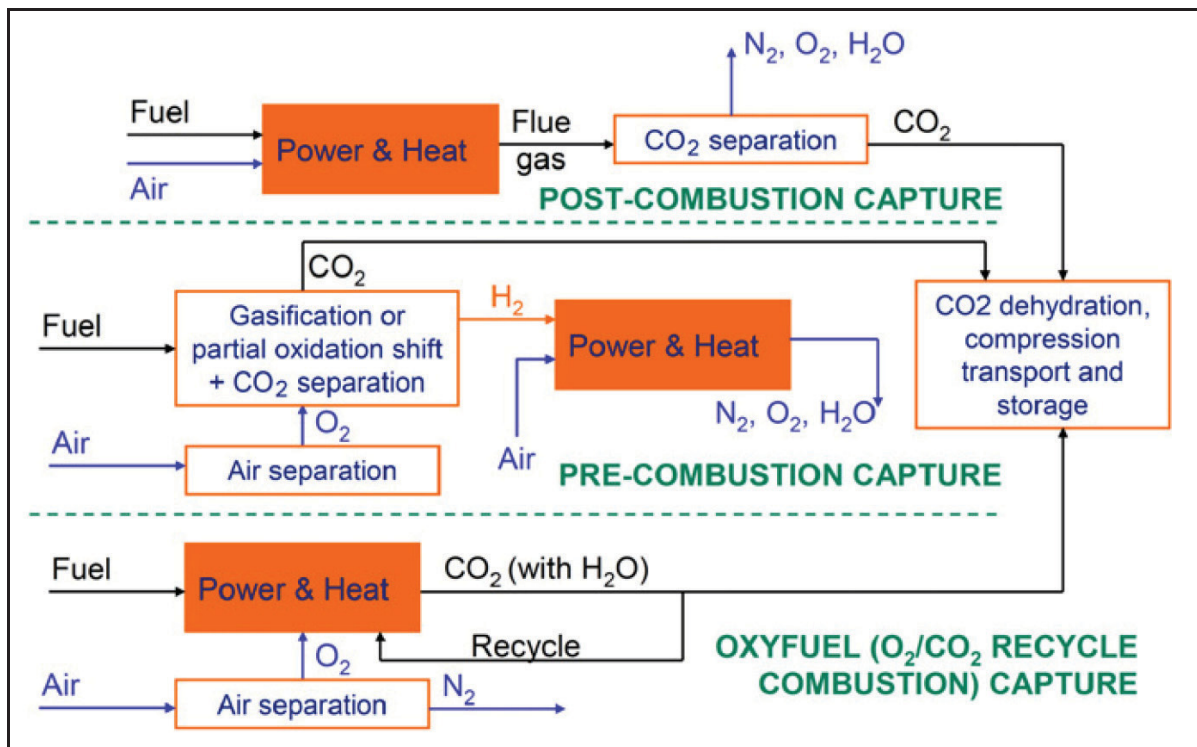 N₂, O₂, H₂O
Fuel
Power & Heat
Flue
gas
CO₂ separation
CO₂
Air
POST-COMBUSTION CAPTURE
CO₂
H₂
Fuel
Gasification or
partial oxidation shift
+ CO₂ separation
Power & Heat
CO2 dehydration,
compression
transport and
storage
O₂
N₂, O₂, H₂O
Air
Air separation
Air
PRE-COMBUSTION CAPTURE
Fuel
Power & Heat
CO₂ (with H₂O)
Recycle
O₂
Air
Air separation
N₂
OXYFUEL (O₂/CO₂ RECYCLE
COMBUSTION) CAPTURE